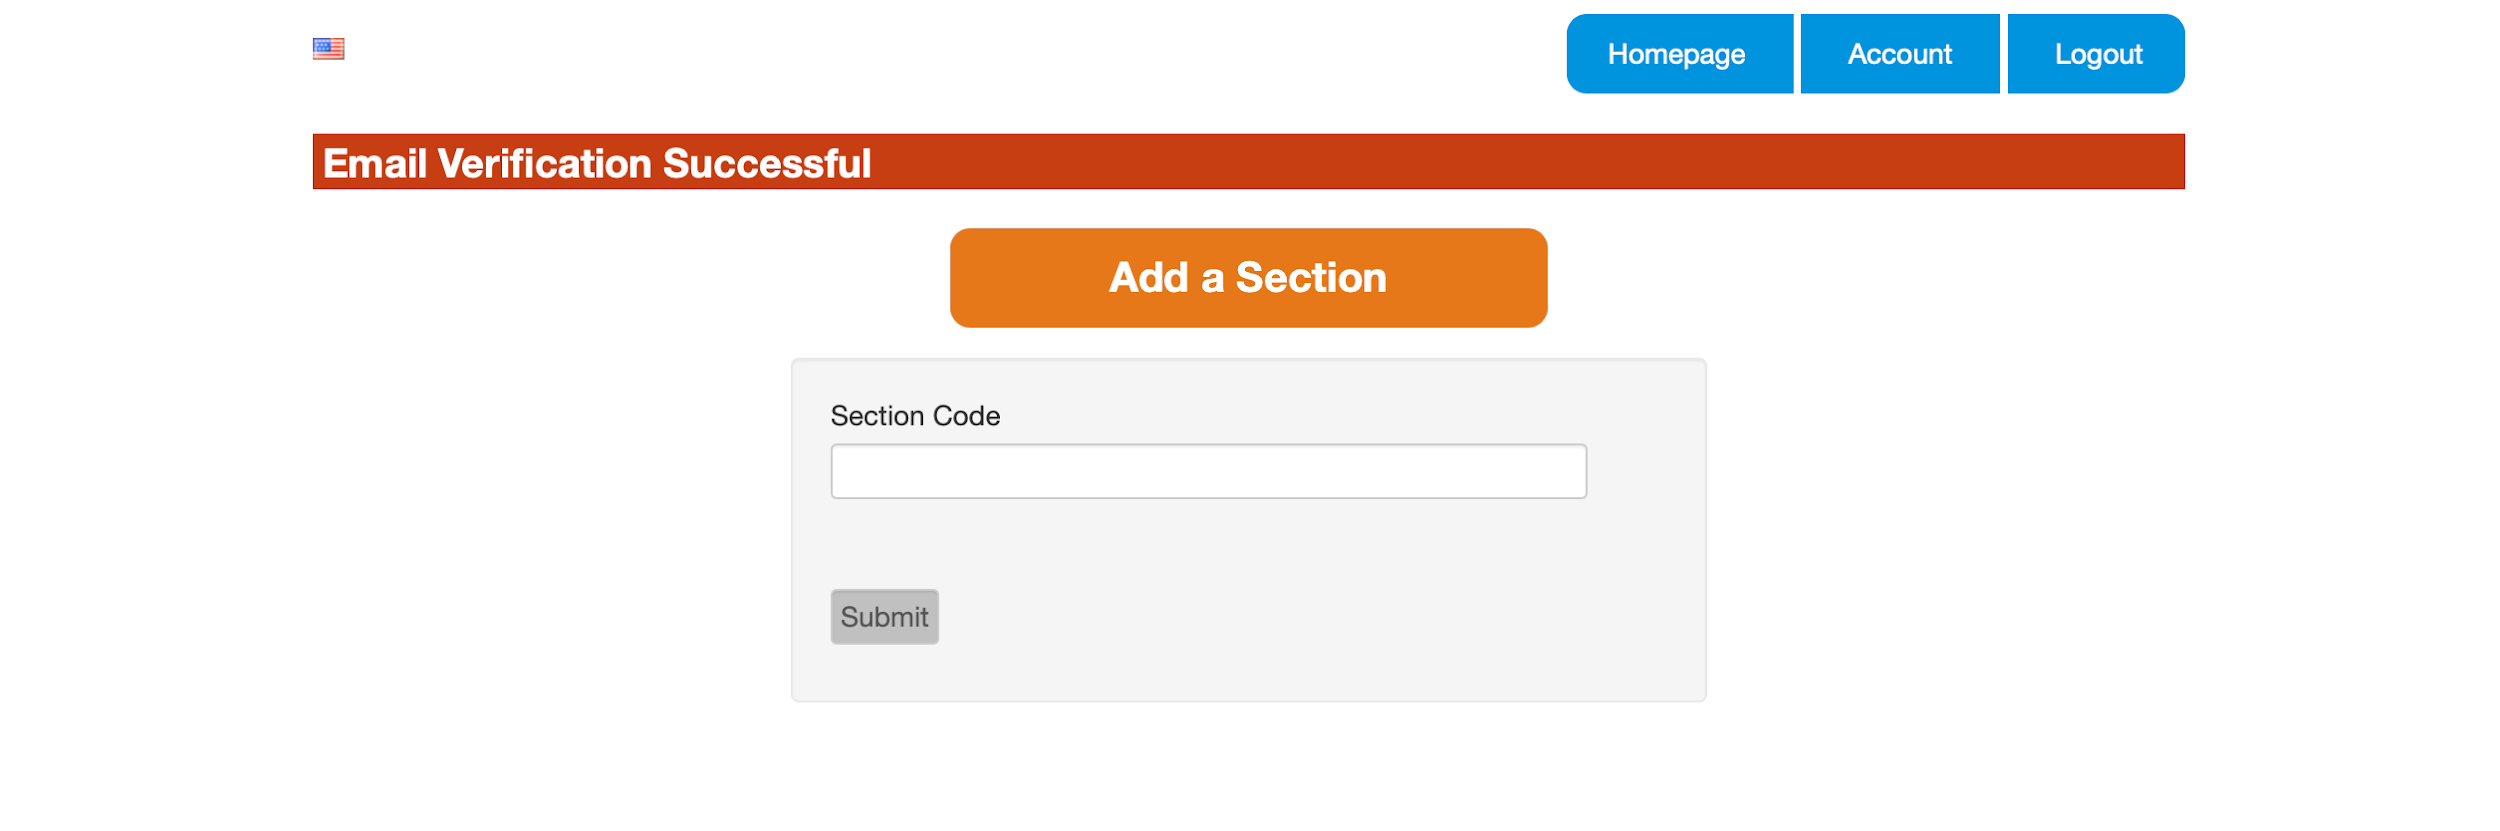 Homepage
Account
Logout
Email Verification Successful
Add a Section
Section Code
Submit